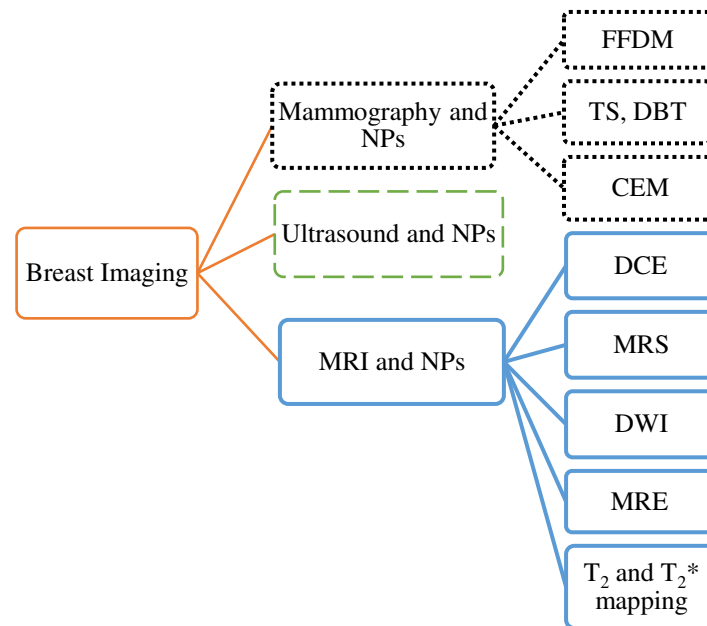 Breast Imaging
Mammography and
NPs
Ultrasound and NPs
MRI and NPs
FFDM
TS, DBT
CEM
DCE
MRS
DWI
MRE
T₂ and T₂*
mapping